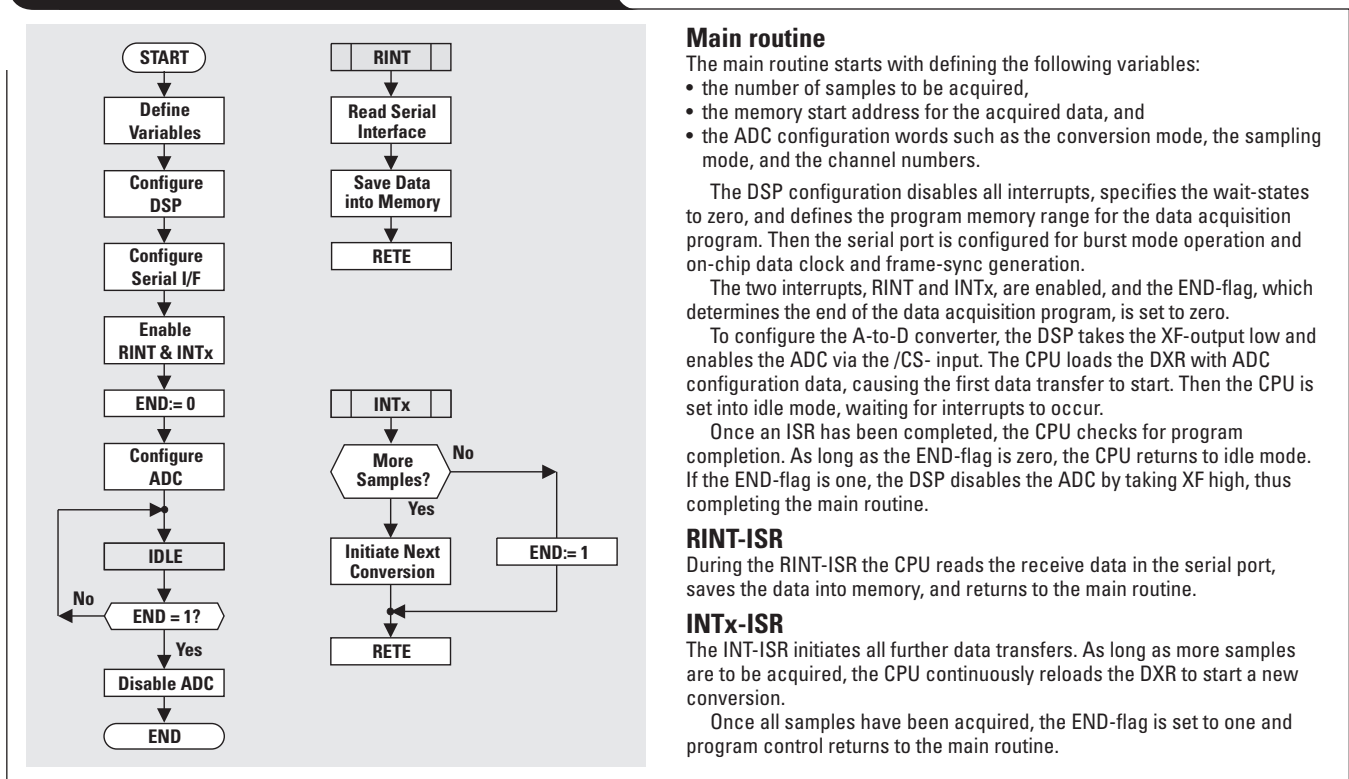 START
Define
Variables
Configure
DSP
Configure
Serial I/F
Enable
RINT & INTx
END:= 0
Configure
ADC
IDLE
No
END = 1?
Yes
Disable ADC
END
RINT
Read Serial
Interface
Save Data
into Memory
RETE
INTx
More
Samples?
No
Yes
Initiate Next
Conversion
END:= 1
RETE
Main routine
The main routine starts with defining the following variables:
• the number of samples to be acquired,
• the memory start address for the acquired data, and
• the ADC configuration words such as the conversion mode, the sampling
mode, and the channel numbers.
The DSP configuration disables all interrupts, specifies the wait-states
to zero, and defines the program memory range for the data acquisition
program. Then the serial port is configured for burst mode operation and
on-chip data clock and frame-sync generation.
The two interrupts, RINT and INTx, are enabled, and the END-flag, which
determines the end of the data acquisition program, is set to zero.
To configure the A-to-D converter, the DSP takes the XF-output low and
enables the ADC via the /CS- input. The CPU loads the DXR with ADC
configuration data, causing the first data transfer to start. Then the CPU is
set into idle mode, waiting for interrupts to occur.
Once an ISR has been completed, the CPU checks for program
completion. As long as the END-flag is zero, the CPU returns to idle mode.
If the END-flag is one, the DSP disables the ADC by taking XF high, thus
completing the main routine.
RINT-ISR
During the RINT-ISR the CPU reads the receive data in the serial port,
saves the data into memory, and returns to the main routine.
INTx-ISR
The INT-ISR initiates all further data transfers. As long as more samples
are to be acquired, the CPU continuously reloads the DXR to start a new
conversion.
Once all samples have been acquired, the END-flag is set to one and
program control returns to the main routine.